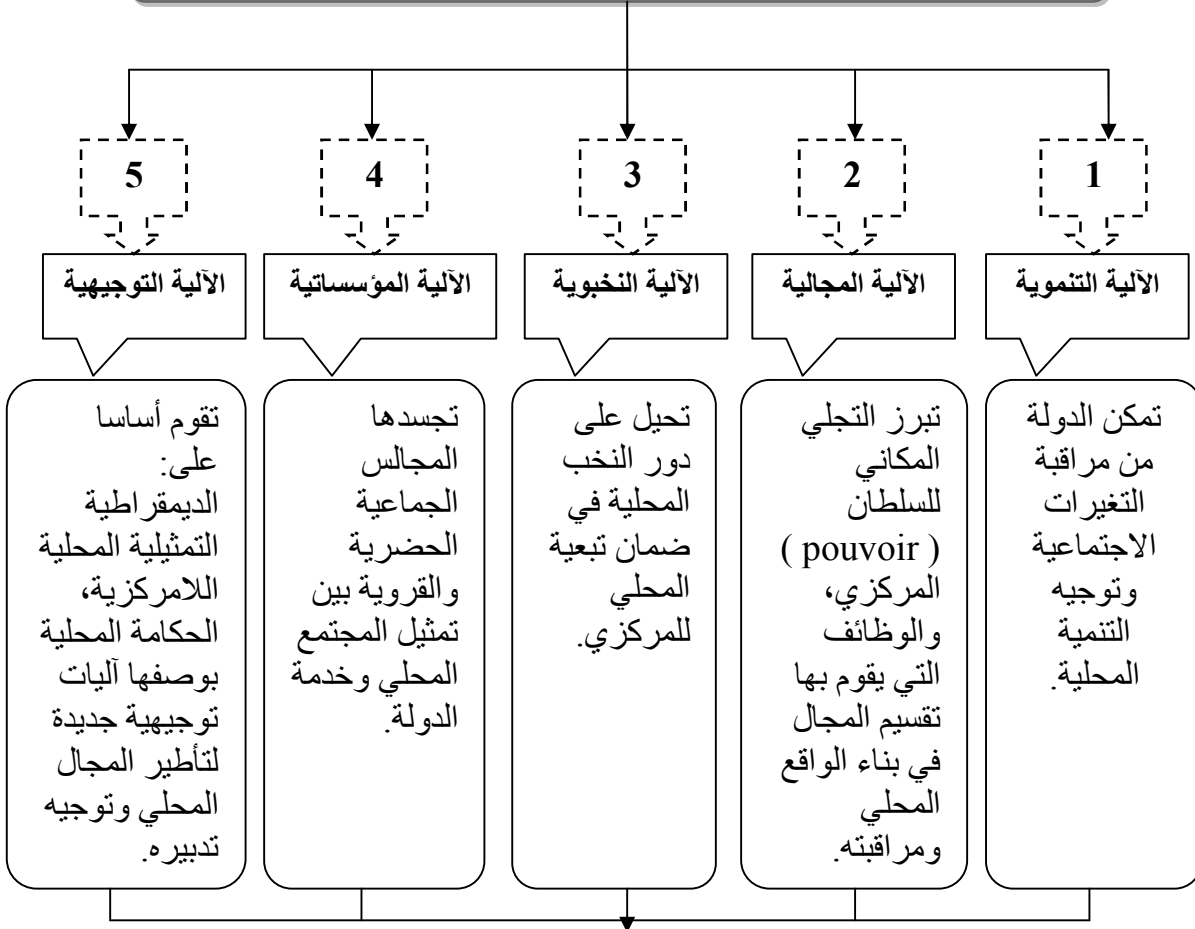 1
2
3
4
5
الآلية التنموية
الآلية المجالية
الآلية النخبوية
الآلية المؤسساتية
الآلية التوجيهية
تمكن الدولة
من مراقبة
التغيرات
الاجتماعية
وتوجيه
التنمية
المحلية.
تبرز التجلي
المكاني
للسلطان
( pouvoir )
المركزي،
والوظائف
التي يقوم بها
تقسيم المجال
في بناء الواقع
المحلي
ومراقبته.
تحيل على
دور النخب
المحلية في
ضمان تبعية
المحلي
للمركزي.
تجسدها
المجالس
الجماعية
الحضرية
والقروية بين
تمثيل المجتمع
المحلي وخدمة
الدولة.
تقوم أساسا
على:
الديمقراطية
التمثيلية المحلية
اللامركزية،
الحكامة المحلية
بوصفها آليات
توجيهية جديدة
لتأطير المجال
المحلي وتوجيه
تدبيره.